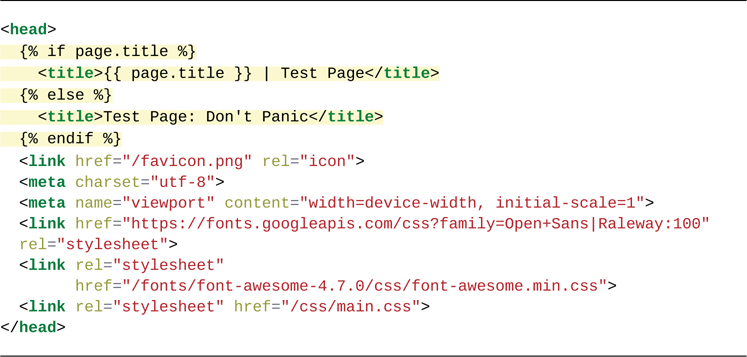 <head>
  {% if page.title %}
    <title>{{ page.title }} | Test Page</title>
  {% else %}
    <title>Test Page: Don't Panic</title>
  {% endif %}
  <link href="/favicon.png" rel="icon">
  <meta charset="utf-8">
  <meta name="viewport" content="width=device-width, initial-scale=1">
  <link href="https://fonts.googleapis.com/css?family=Open+Sans|Raleway:100"
  rel="stylesheet">
  <link rel="stylesheet"
        href="/fonts/font-awesome-4.7.0/css/font-awesome.min.css">
  <link rel="stylesheet" href="/css/main.css">
</head>